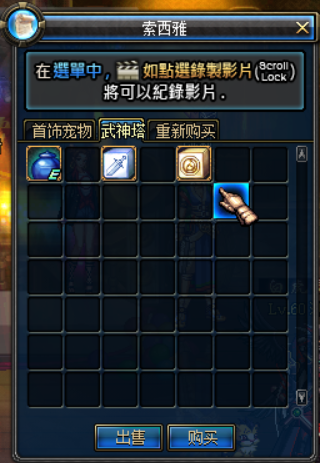 索西雅
在選單中, 如點選錄製影片(Scroll Lock)
將可以紀錄影片.
首饰宠物 武神塔 重新购买
E
Lv.60
出售 购买